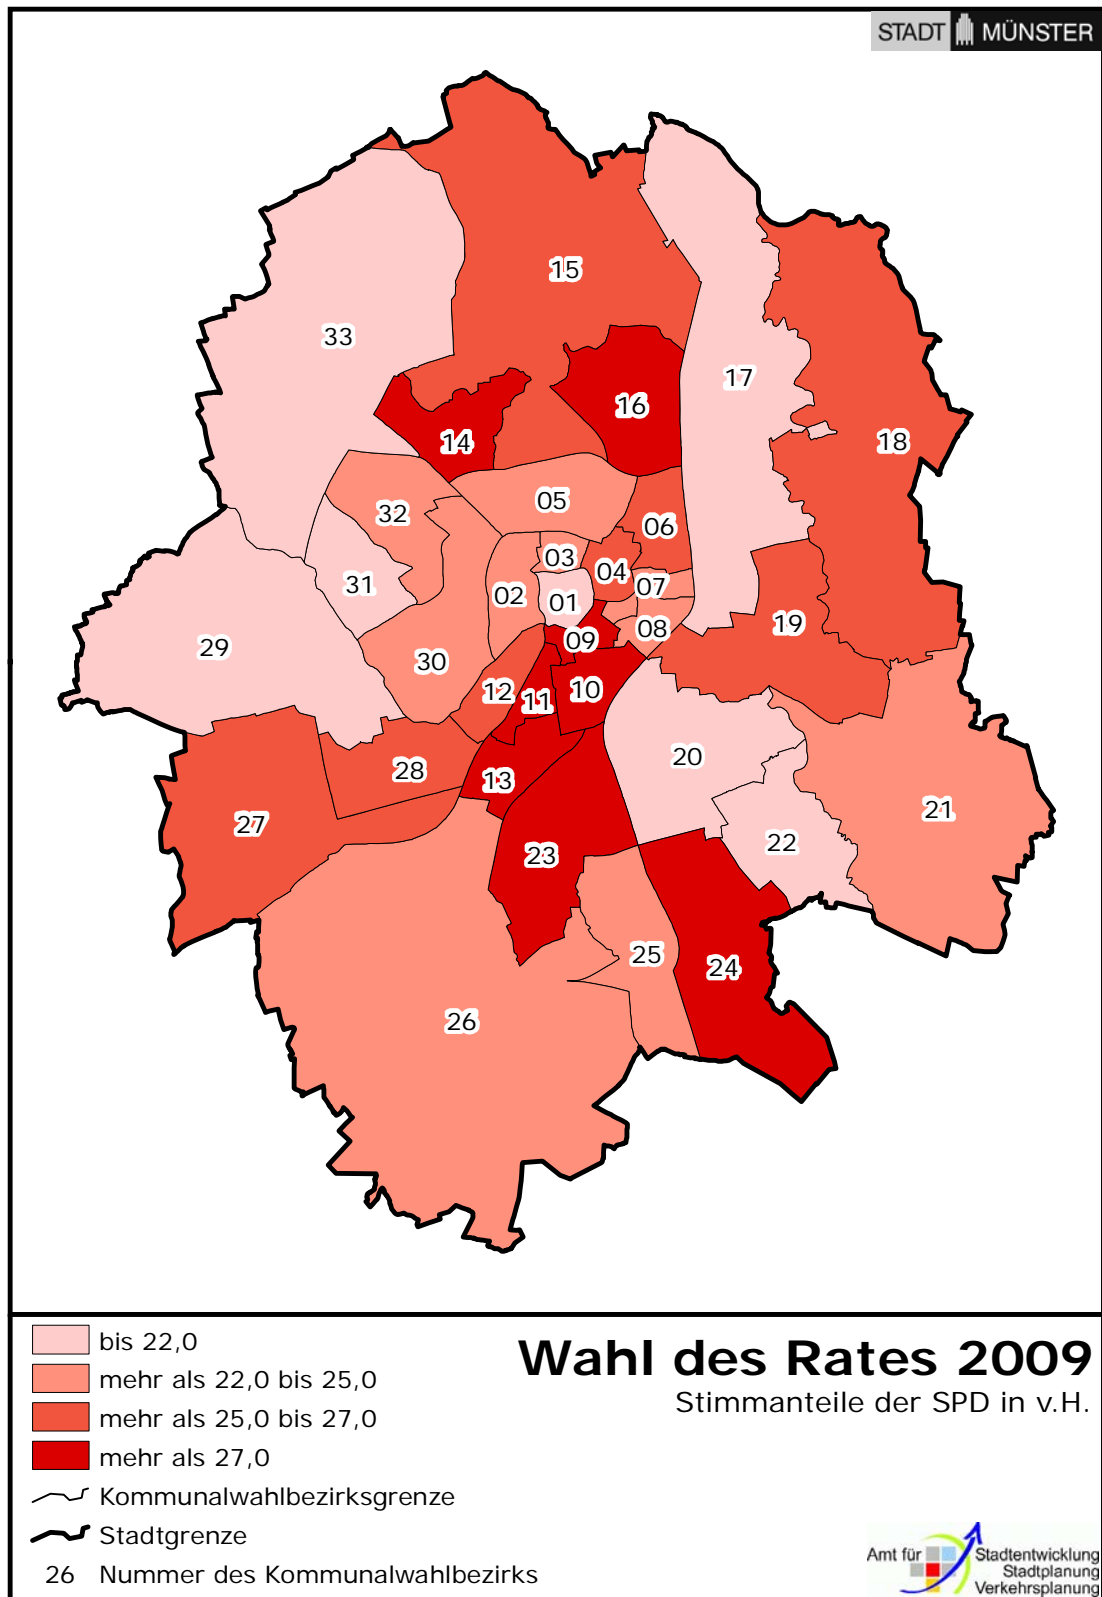 STADT MÜNSTER
15
33
17
16
14
18
05
32
06
03
04
07
31
02
01
19
08
09
29
30
12
10
11
20
28
13
21
27
22
23
25
24
26
bis 22,0
mehr als 22,0 bis 25,0
mehr als 25,0 bis 27,0
mehr als 27,0
Kommunalwahlbezirksgrenze
Stadtgrenze
26 Nummer des Kommunalwahlbezirks
Wahl des Rates 2009
Stimmanteile der SPD in v.H.
Amt für Stadtentwicklung
Stadtplanung
Verkehrsplanung